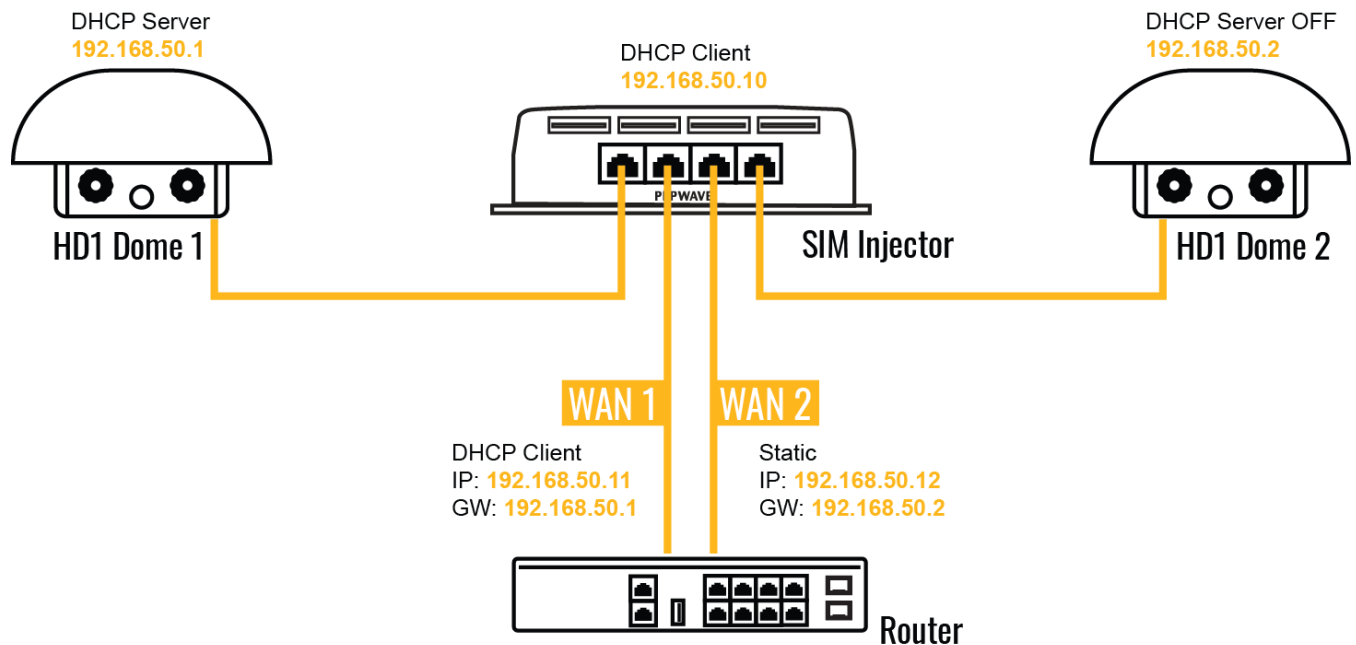 DHCP Server
192.168.50.1
DHCP Client
192.168.50.10
DHCP Server OFF
192.168.50.2
PEPWAVE
HD1 Dome 1
SIM Injector
HD1 Dome 2
WAN 1
WAN 2
DHCP Client
IP: 192.168.50.11
GW: 192.168.50.1
Static
IP: 192.168.50.12
GW: 192.168.50.2
Router